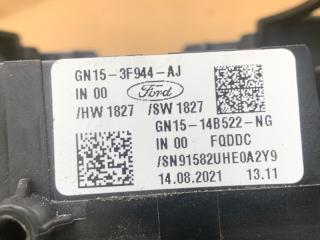 GN15-3F944-AJ
IN 00 Ford
/HW 1827 /SW 1827
GN15-14B522-NG
IN 00 FQDDC
/SN91582UHE0A2Y9
14.08.2021 13.11